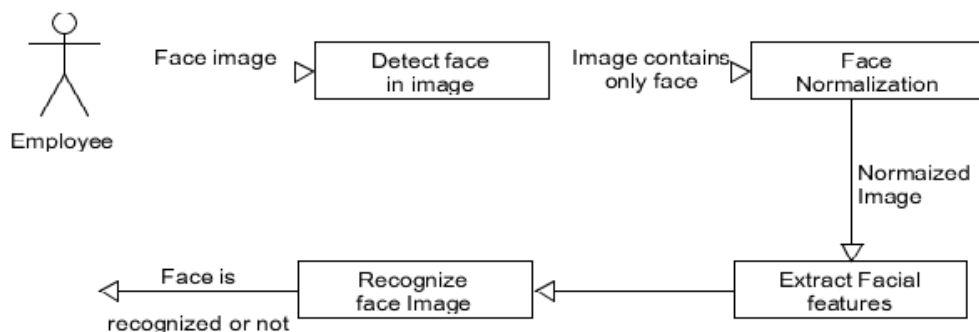 Employee
Face image
Detect face
in image
Image contains
only face
Face
Normalization
Normaized
Image
Extract Facial
features
Recognize
face Image
Face is
recognized or not